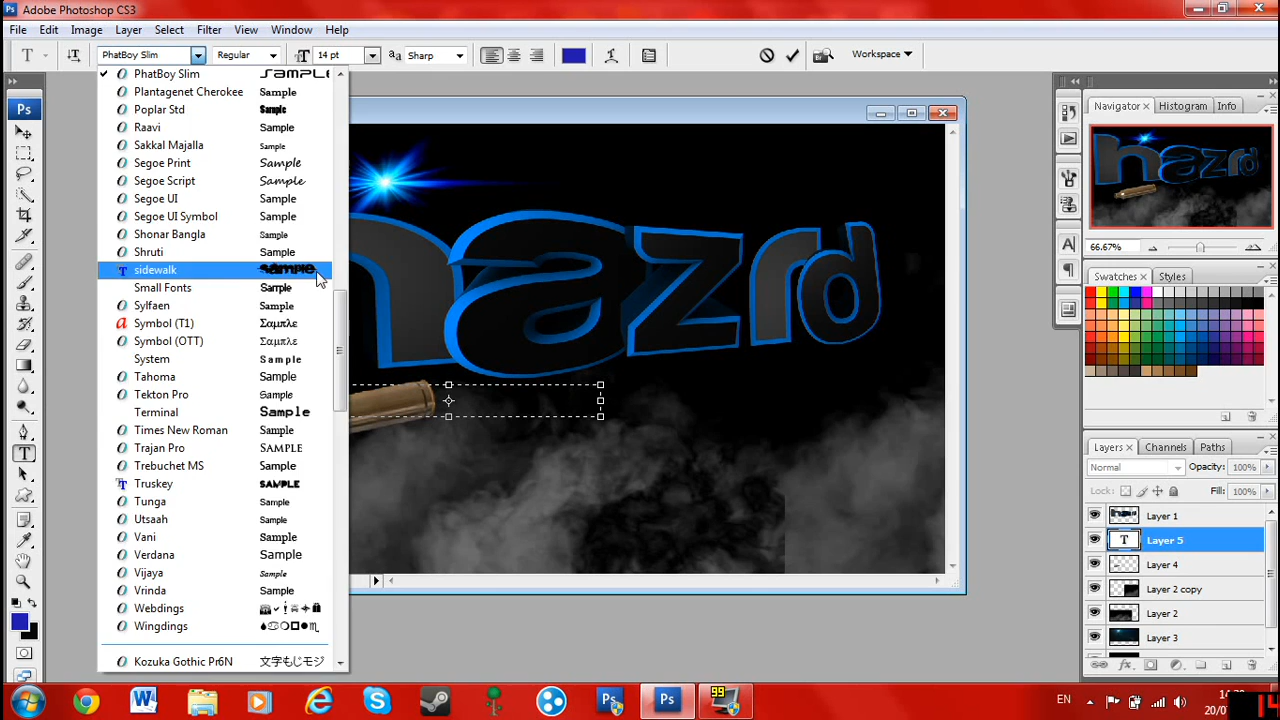 Adobe Photoshop CS3
File Edit Image Layer Select Filter View Window Help
T PhatBoy Slim Regular 14 pt aa Sharp Workspace
PhatBoy Slim SAMPLE
Plantagenet Cherokee Sample
Poplar Std Sample
Raavi Sample
Sakkal Majalla Sample
Segoe Print Sample
Segoe Script Sample
Segoe UI Sample
Segoe UI Symbol Sample
Shonar Bangla Sample
Shruti Sample
sidewalk sample
Small Fonts Sample
Sylfaen Sample
Symbol (T1) Σαμπλε
Symbol (OTT) Σαμπλε
System Sample
Tahoma Sample
Tekton Pro Sample
Terminal Sample
Times New Roman Sample
Trajan Pro SAMPLE
Trebuchet MS Sample
Truskey SAMPLE
Tunga Sample
Utsaah Sample
Vani Sample
Verdana Sample
Vijaya Sample
Vrinda Sample
Webdings
Wingdings
Kozuka Gothic Pr6N 文字もじモジ
Ps
hazrd
Navigator Histogram Info
hazrd
66.67%
Swatches Styles
Layers Channels Paths
Normal Opacity: 100%
Lock: Fill: 100%
Layer 1
T Layer 5
Layer 4
Layer 2 copy
Layer 2
Layer 3
EN